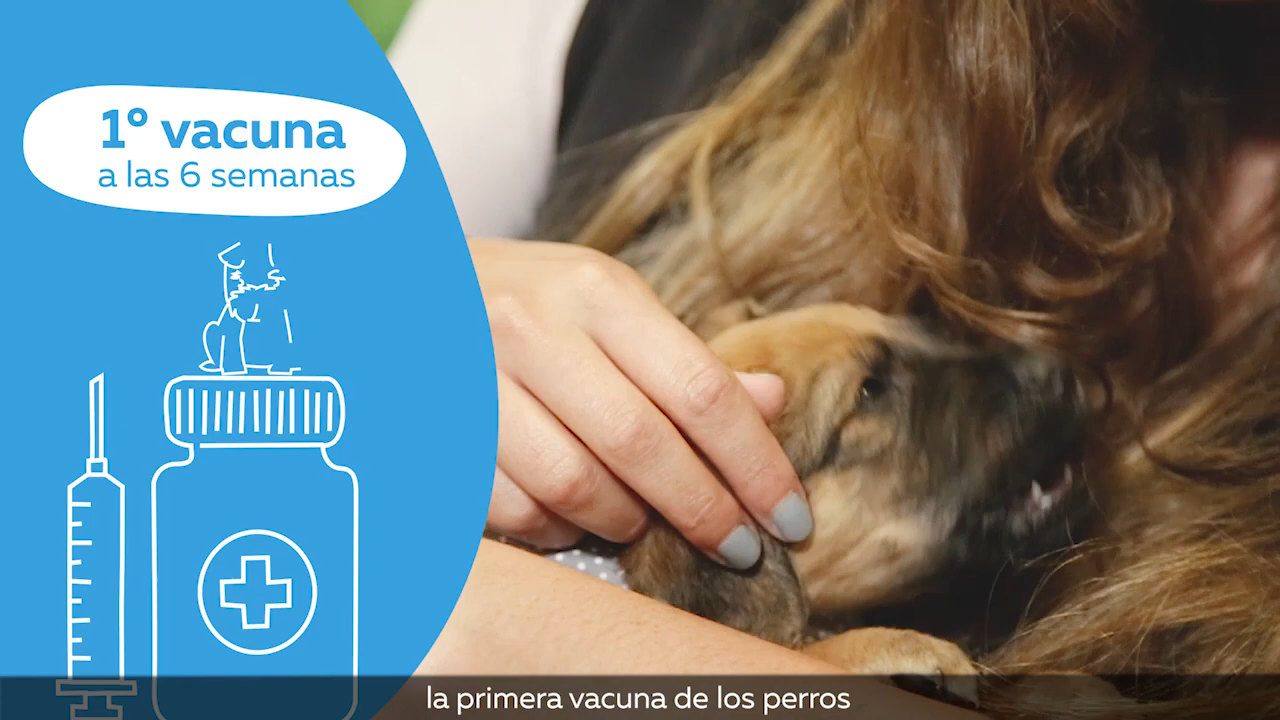 1º vacuna
a las 6 semanas
la primera vacuna de los perros